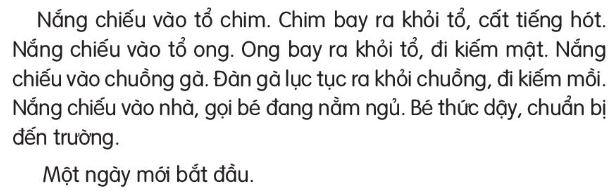 Nắng chiếu vào tổ chim. Chim bay ra khỏi tổ, cất tiếng hót.
Nắng chiếu vào tổ ong. Ong bay ra khỏi tổ, đi kiếm mật. Nắng
chiếu vào chuồng gà. Đàn gà lục tục ra khỏi chuồng, đi kiếm mồi.
Nắng chiếu vào nhà, gọi bé đang nằm ngủ. Bé thức dậy, chuẩn bị
đến trường.
Một ngày mới bắt đầu.